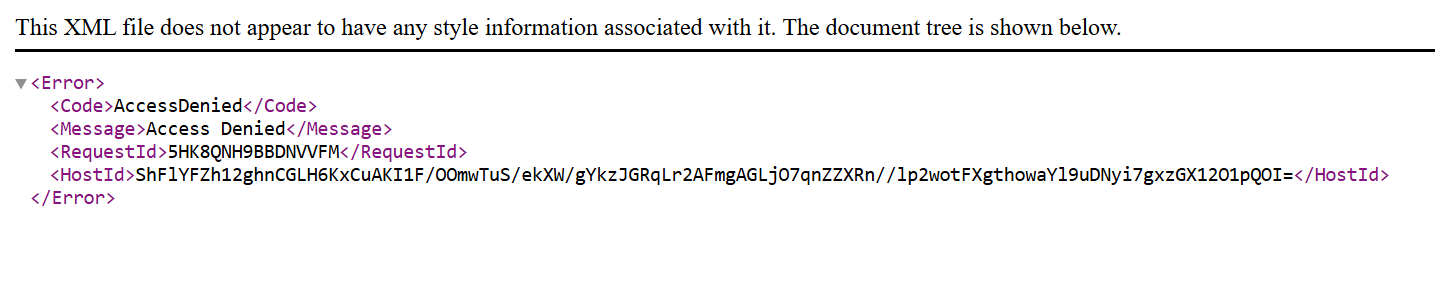 This XML file does not appear to have any style information associated with it. The document tree is shown below.
<Error>
<Code>AccessDenied</Code>
<Message>Access Denied</Message>
<RequestId>5HK8QNH9BBDNVVFM</RequestId>
<HostId>ShFlYFZh12ghnCGLH6KxCuAKI1F/OOmwTuS/ekXW/gYkzJGRqLr2AFmgAGLjO7qnZZXRn//lp2wotFXgthowaYl9uDNyi7gxzGX12O1pQOI=</HostId>
</Error>